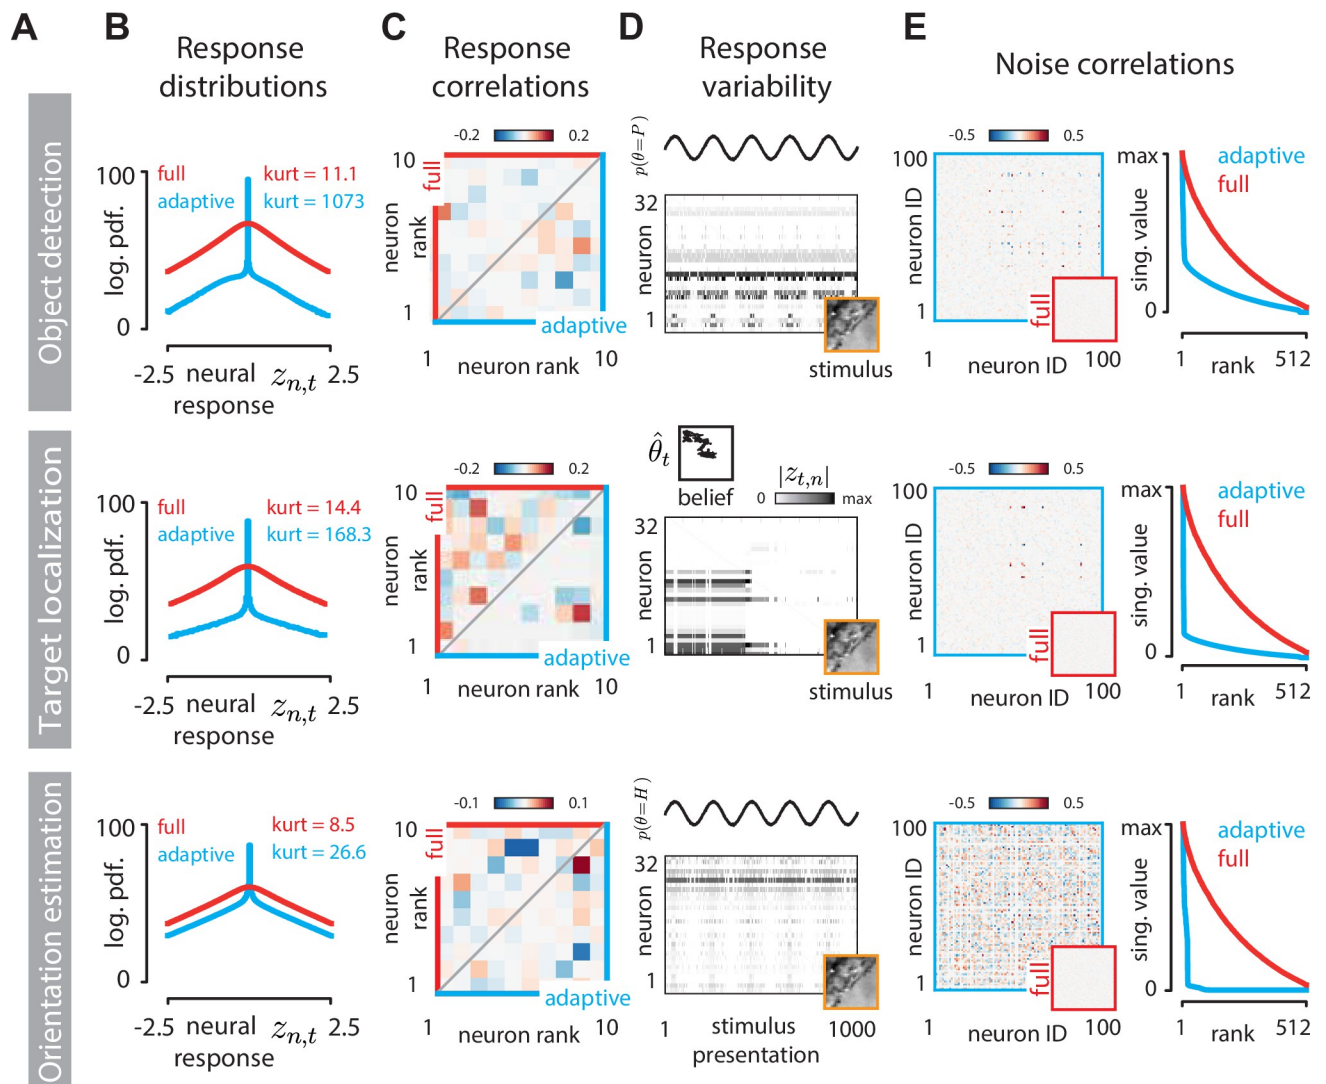 A
B
C
D
E
Response
distributions
Response
correlations
Response
variability
Noise correlations
Object detection
100
log. pdf.
0
full
adaptive
kurt = 11.1
kurt = 1073
-2.5 neural z_{n,t} 2.5
response
-0.2 0.2
10
full
neuron
rank
1
adaptive
1
neuron rank
10
p(θ=P)
32
neuron
1
stimulus
-0.5 0.5
100
neuron ID
1
full
1
neuron ID
100
max
sing. value
0
adaptive
full
1
rank
512
Target localization
100
log. pdf.
0
full
adaptive
kurt = 14.4
kurt = 168.3
-2.5 neural z_{n,t} 2.5
response
-0.2 0.2
10
full
neuron
rank
1
adaptive
1
neuron rank
10
θ̂_t
belief
|z_{t,n}|
0 max
32
neuron
1
stimulus
-0.5 0.5
100
neuron ID
1
full
1
neuron ID
100
max
sing. value
0
adaptive
full
1
rank
512
Orientation estimation
100
log. pdf.
0
full
adaptive
kurt = 8.5
kurt = 26.6
-2.5 neural z_{n,t} 2.5
response
-0.1 0.1
10
full
neuron
rank
1
adaptive
1
neuron rank
10
p(θ=H)
32
neuron
1
1
stimulus
presentation
1000
-0.5 0.5
100
neuron ID
1
full
1
neuron ID
100
max
sing. value
0
adaptive
full
1
rank
512